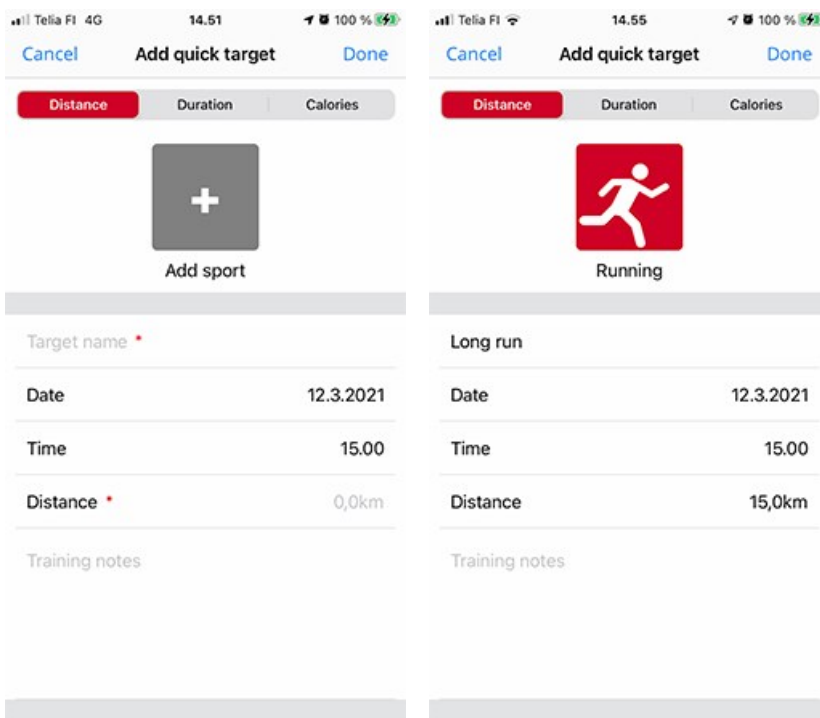 Telia FI 4G 14.51 100 %
Cancel Add quick target Done
Distance Duration Calories
+
Add sport
Target name *
Date 12.3.2021
Time 15.00
Distance * 0,0km
Training notes
Telia FI 14.55 100 %
Cancel Add quick target Done
Distance Duration Calories
Running
Long run
Date 12.3.2021
Time 15.00
Distance 15,0km
Training notes